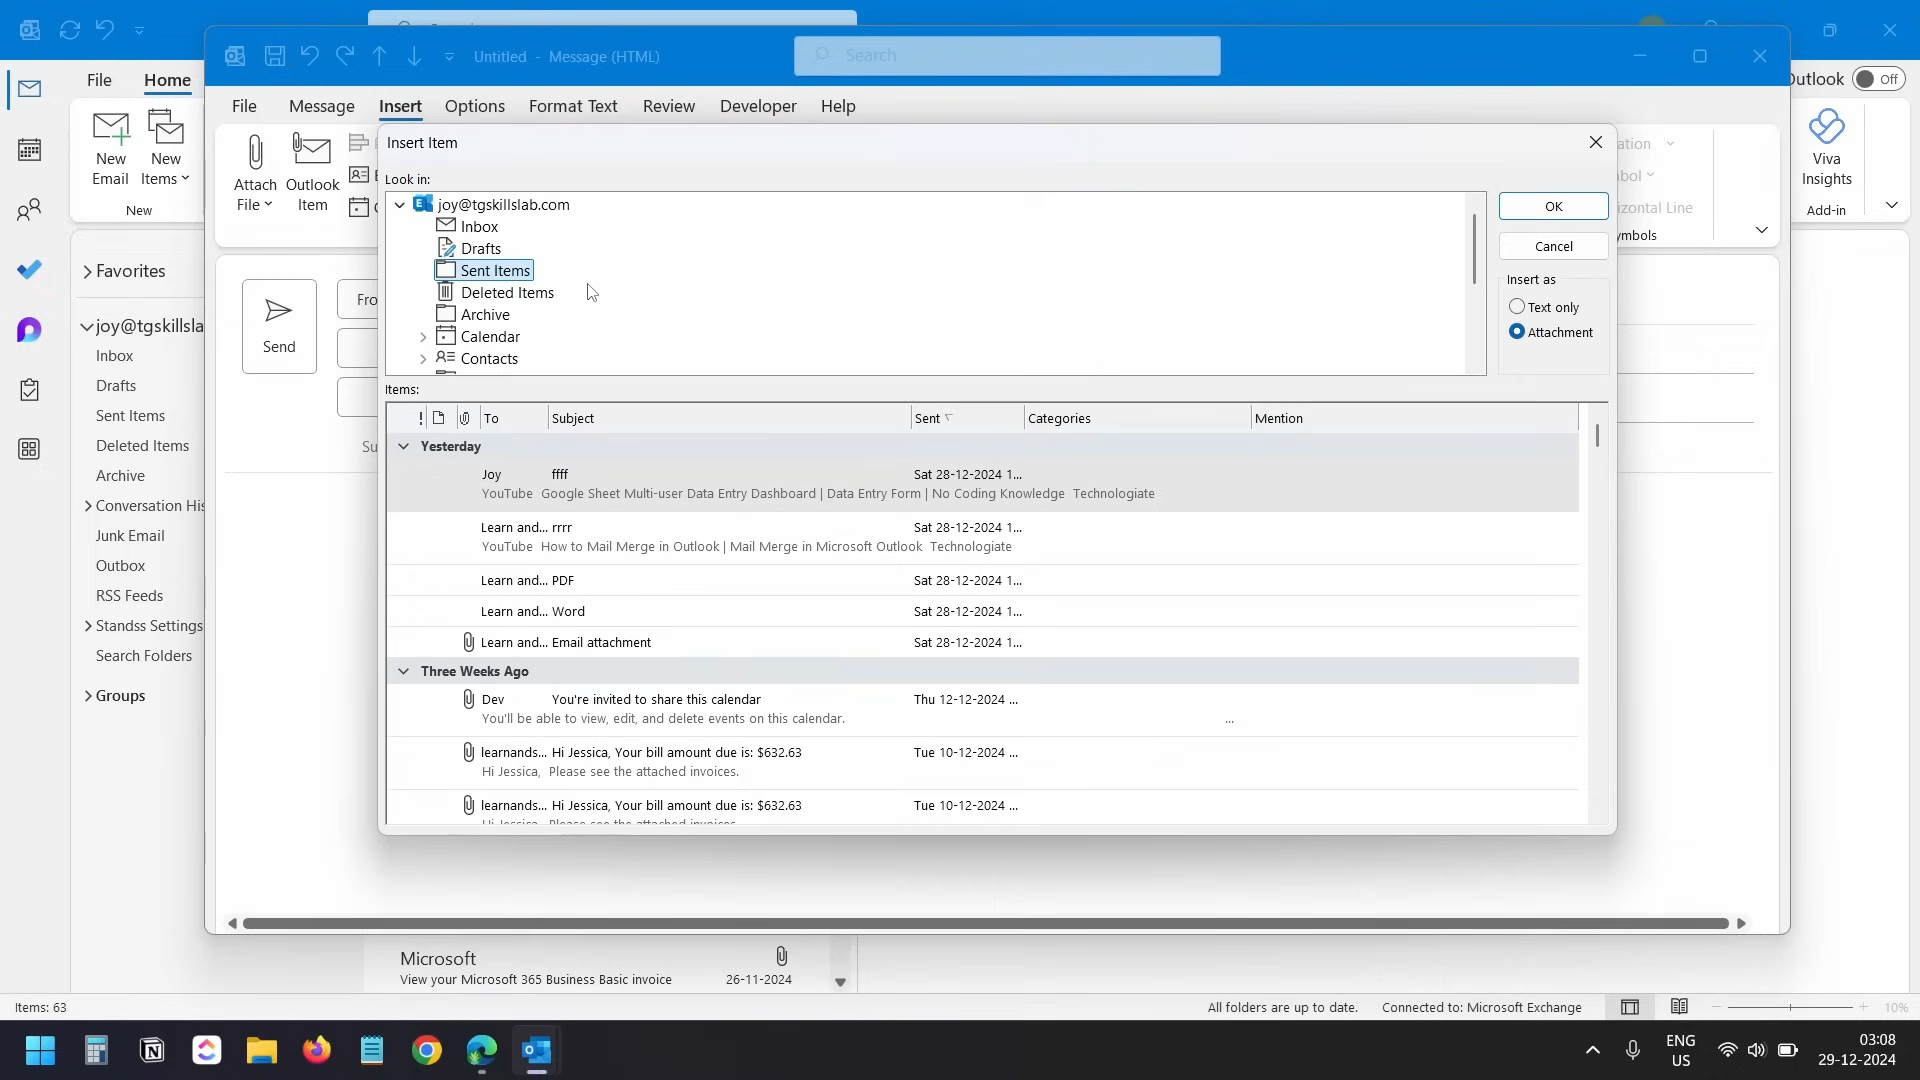 Untitled - Message (HTML)
Search
File
Home
Outlook
Off
File
Message
Insert
Options
Format Text
Review
Developer
Help
New Email
New Items
New
Attach File
Outlook Item
Viva Insights
Add-in
Horizontal Line
Insert Item
Look in:
joy@tgskillslab.com
Inbox
Drafts
Sent Items
Deleted Items
Archive
Calendar
Contacts
OK
Cancel
Insert as
Text only
Attachment
Items:
! To Subject Sent Categories Mention
Yesterday
Joy ffff Sat 28-12-2024 1...
YouTube Google Sheet Multi-user Data Entry Dashboard | Data Entry Form | No Coding Knowledge Technologiate
Learn and... rrrr Sat 28-12-2024 1...
YouTube How to Mail Merge in Outlook | Mail Merge in Microsoft Outlook Technologiate
Learn and... PDF Sat 28-12-2024 1...
Learn and... Word Sat 28-12-2024 1...
Learn and... Email attachment Sat 28-12-2024 1...
Three Weeks Ago
Dev You're invited to share this calendar Thu 12-12-2024 ...
You'll be able to view, edit, and delete events on this calendar. ...
learnands... Hi Jessica, Your bill amount due is: $632.63 Tue 10-12-2024 ...
Hi Jessica, Please see the attached invoices.
learnands... Hi Jessica, Your bill amount due is: $632.63 Tue 10-12-2024 ...
Hi Jessica, Please see the attached invoices.
Send
Favorites
joy@tgskillsla
Inbox
Drafts
Sent Items
Deleted Items
Archive
Conversation His
Junk Email
Outbox
RSS Feeds
Standss Settings
Search Folders
Groups
Microsoft
View your Microsoft 365 Business Basic invoice 26-11-2024
Items: 63
All folders are up to date.
Connected to: Microsoft Exchange
10%
ENG
US
03:08
29-12-2024